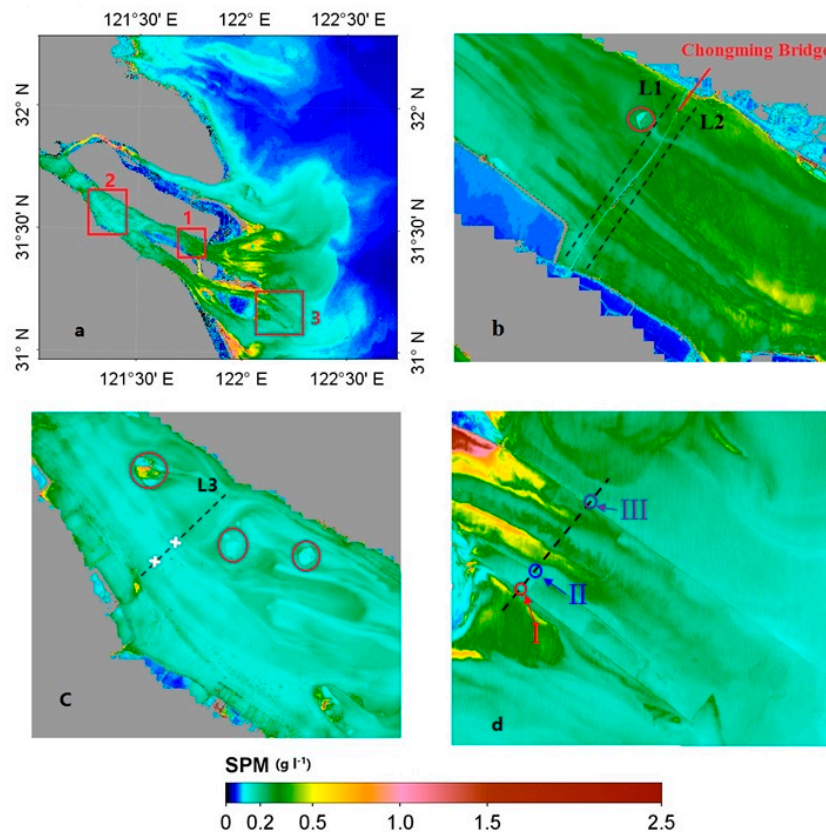 121°30' E 122° E 122°30' E
Chongming Bridge
32° N
32° N
L1
L2
2
1
31°30' N
31°30' N
3
a
b
31° N
31° N
121°30' E 122° E 122°30' E
L3
III
II
I
C
d
SPM (g l⁻¹)
0 0.2 0.5 1.0 1.5 2.5